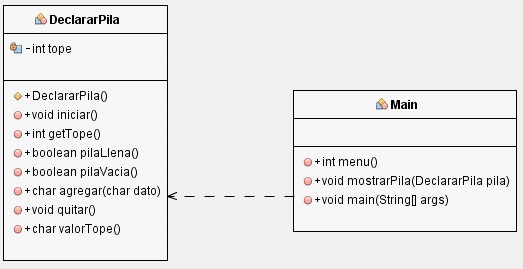 DeclararPila
- int tope
+ DeclararPila()
+ void iniciar()
+ int getTope()
+ boolean pilaLlena()
+ boolean pilaVacia()
+ char agregar(char dato)
+ void quitar()
+ char valorTope()
Main
+ int menu()
+ void mostrarPila(DeclararPila pila)
+ void main(String[] args)